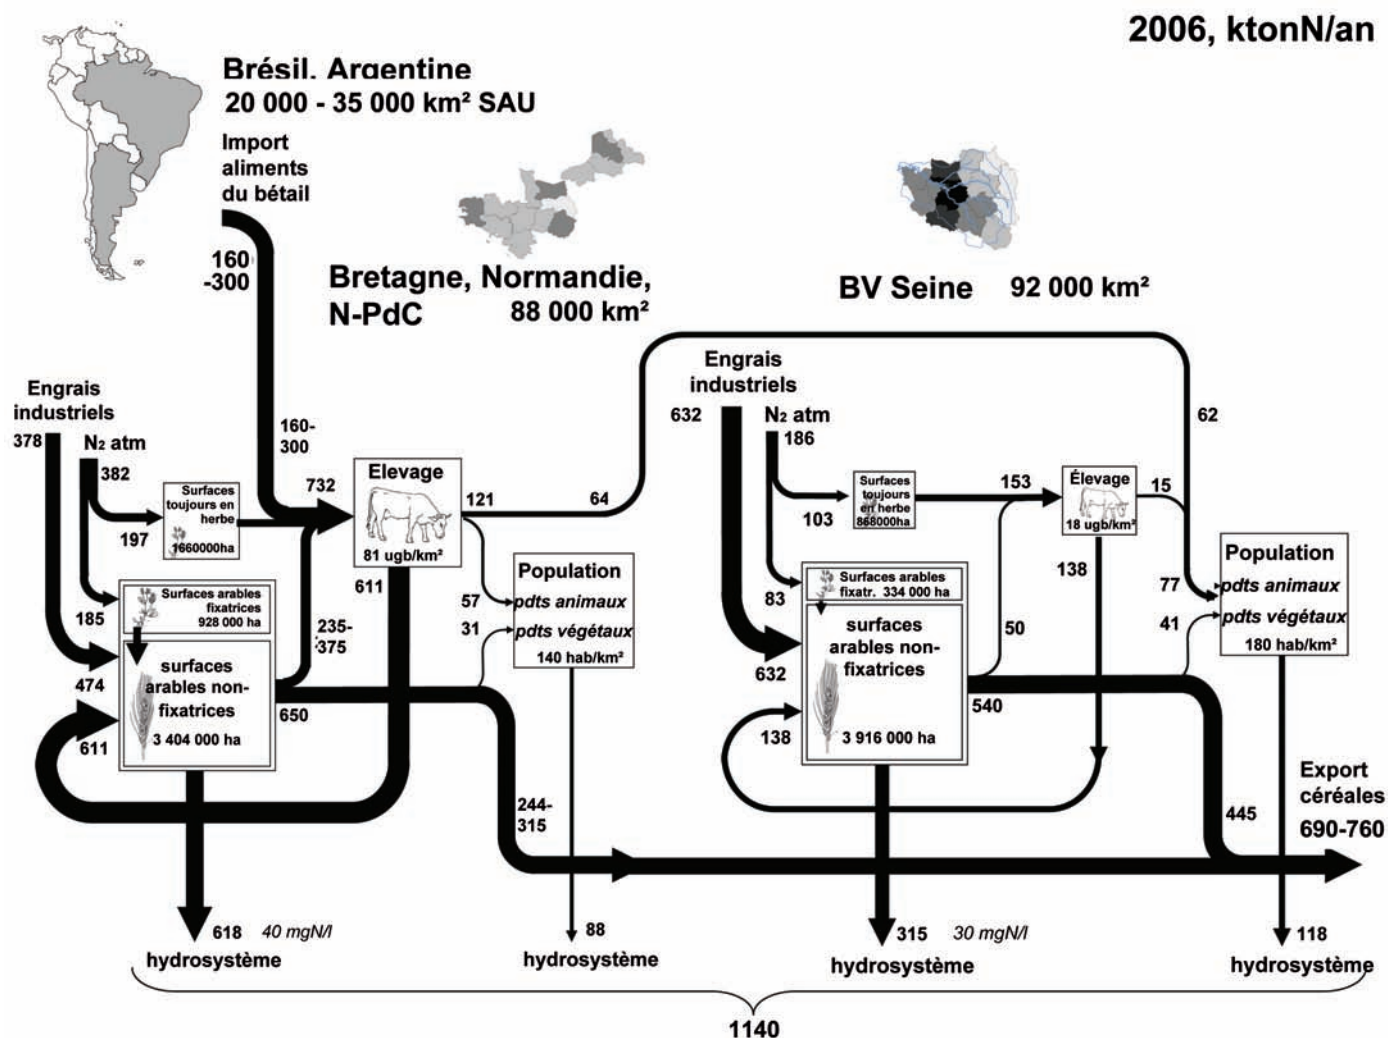 2006, ktonN/an
Brésil, Argentine
20 000 - 35 000 km² SAU
Import
aliments
du bétail
160
-300
Bretagne, Normandie,
N-PdC 88 000 km²
BV Seine 92 000 km²
Engrais
industriels
378
N₂ atm
382
197
185
Surfaces
toujours en
herbe
1660000ha
160-
300
732
Elevage
81 ugb/km²
121
64
611
Surfaces arables
fixatrices
928 000 ha
235-
375
surfaces
arables non-
fixatrices
3 404 000 ha
474
611
650
57
31
Population
pdts animaux
pdts végétaux
140 hab/km²
244-
315
618 40 mgN/l
hydrosystème
88
hydrosystème
Engrais
industriels
632
N₂ atm
186
103
83
Surfaces
toujours
en herbe
868000ha
153
Élevage
18 ugb/km²
15
62
138
Surfaces arables
fixatr. 334 000 ha
50
surfaces
arables non-
fixatrices
3 916 000 ha
632
138
540
77
41
Population
pdts animaux
pdts végétaux
180 hab/km²
445
Export
céréales
690-760
315 30 mgN/l
hydrosystème
118
hydrosystème
1140